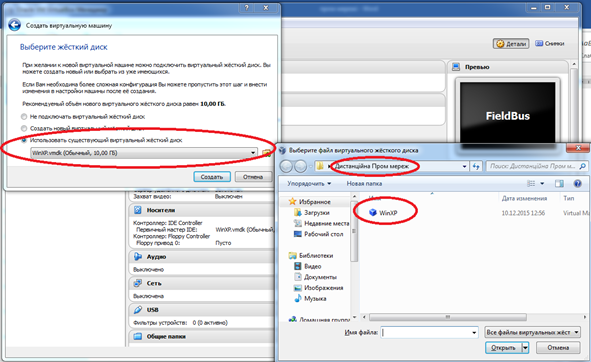 Создать виртуальную машину
Выберите жёсткий диск
При желании к новой виртуальной машине можно подключить виртуальный жёсткий диск. Вы
можете создать новый или выбрать из уже имеющихся.
Если Вам необходима более сложная конфигурация Вы можете пропустить этот шаг и внести
изменения в настройки машины после её создания.
Рекомендуемый объём нового виртуального жёсткого диска равен 10,00 ГБ.
Не подключать виртуальный жёсткий диск
Создать новый виртуальный жёсткий диск
Использовать существующий виртуальный жёсткий диск
WinXP.vmdk (Обычный, 10,00 ГБ)
Создать
Отмена
Детали
Снимки
Превью
FieldBus
Захват видео: Выключен
Носители
Контроллер: IDE Controller
Первичный мастер IDE: WinXP.vmdk (Обычный,
Контроллер: Floppy Controller
Floppy привод 0: Пусто
Аудио
Выключено
Сеть
Выключена
USB
Фильтры устройств: 0 (0 активно)
Общие папки
Выберите файл виртуального жёсткого диска
Дистанційна Пром мереж
Поиск: Дистанційна Пром м...
Упорядочить
Новая папка
Избранное
Загрузки
Недавние места
Рабочий стол
Библиотеки
Видео
Документы
Изображения
Музыка
Домашняя группа
Дата изменения
Тип
WinXP
10.12.2015 12:56
Virtual Ma
Имя файла:
Все файлы виртуальных жёст
Открыть
Отмена